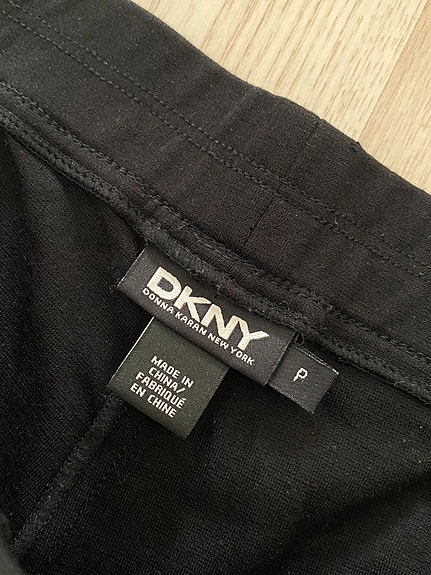 DKNY
DONNA KARAN NEW YORK
P
MADE IN
CHINA/
FABRIQUÉ
EN CHINE